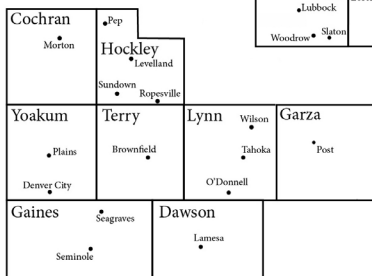 Lubbock
Cochran
Pep
Woodrow
Slaton
Morton
Hockley
Levelland
Sundown
Ropesville
Yoakum
Terry
Lynn
Wilson
Garza
Plains
Brownfield
Tahoka
Post
Denver City
O'Donnell
Gaines
Seagraves
Dawson
Lamesa
Seminole